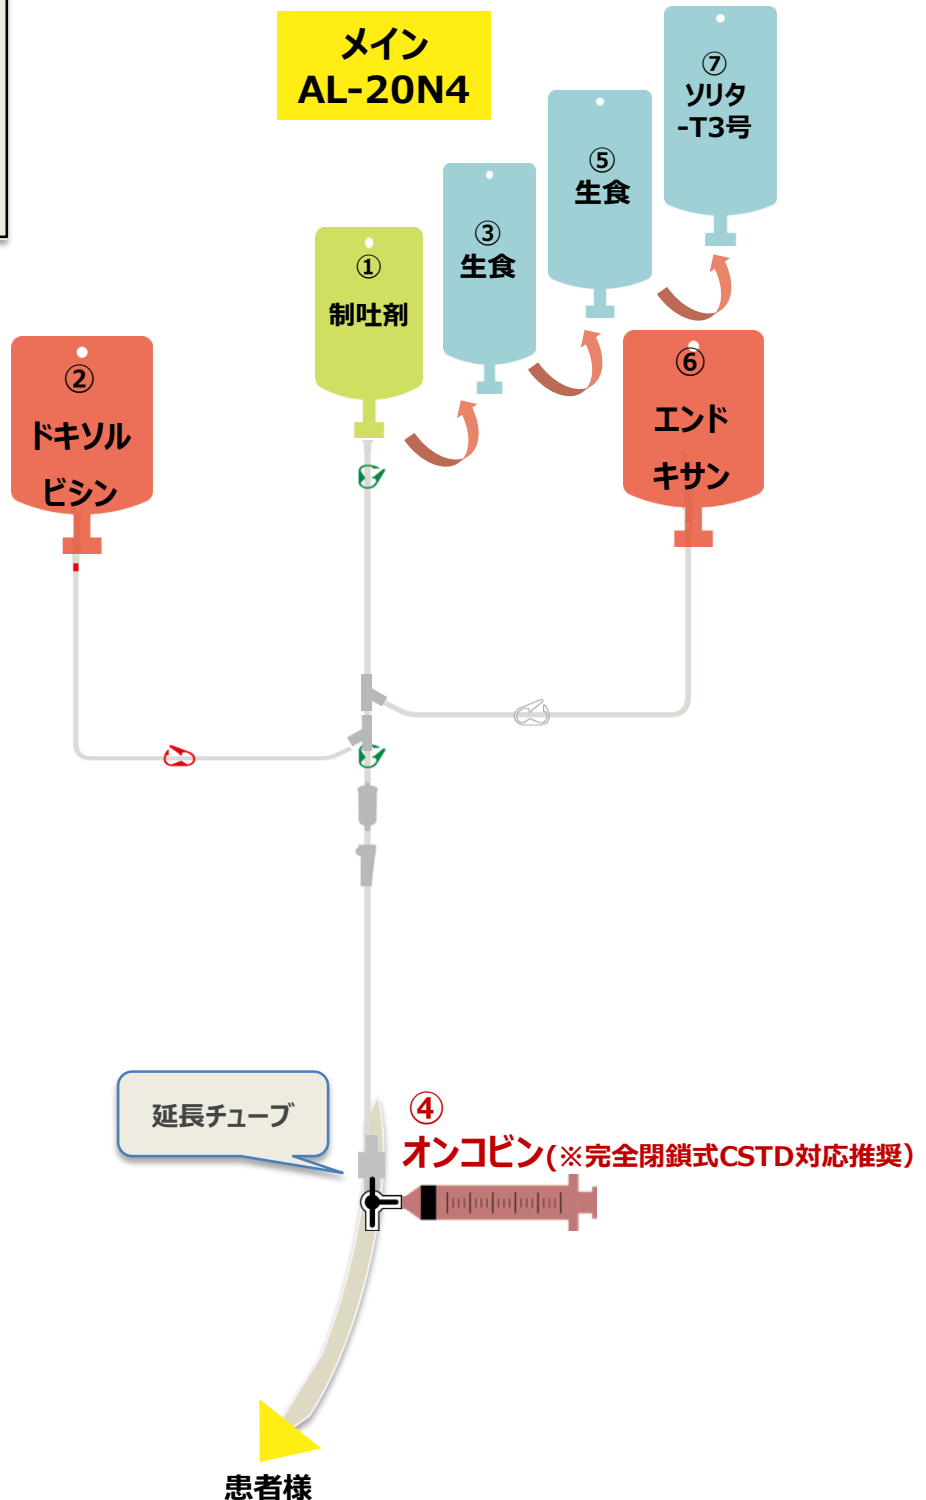 メイン
AL-20N4
⑦
ソリタ
-T3号
⑤
生食
③
生食
①
制吐剤
②
ドキソル
ビシン
⑥
エンド
キサン
延長チューブ
④
オンコビン(※完全閉鎖式CSTD対応推奨)
患者様